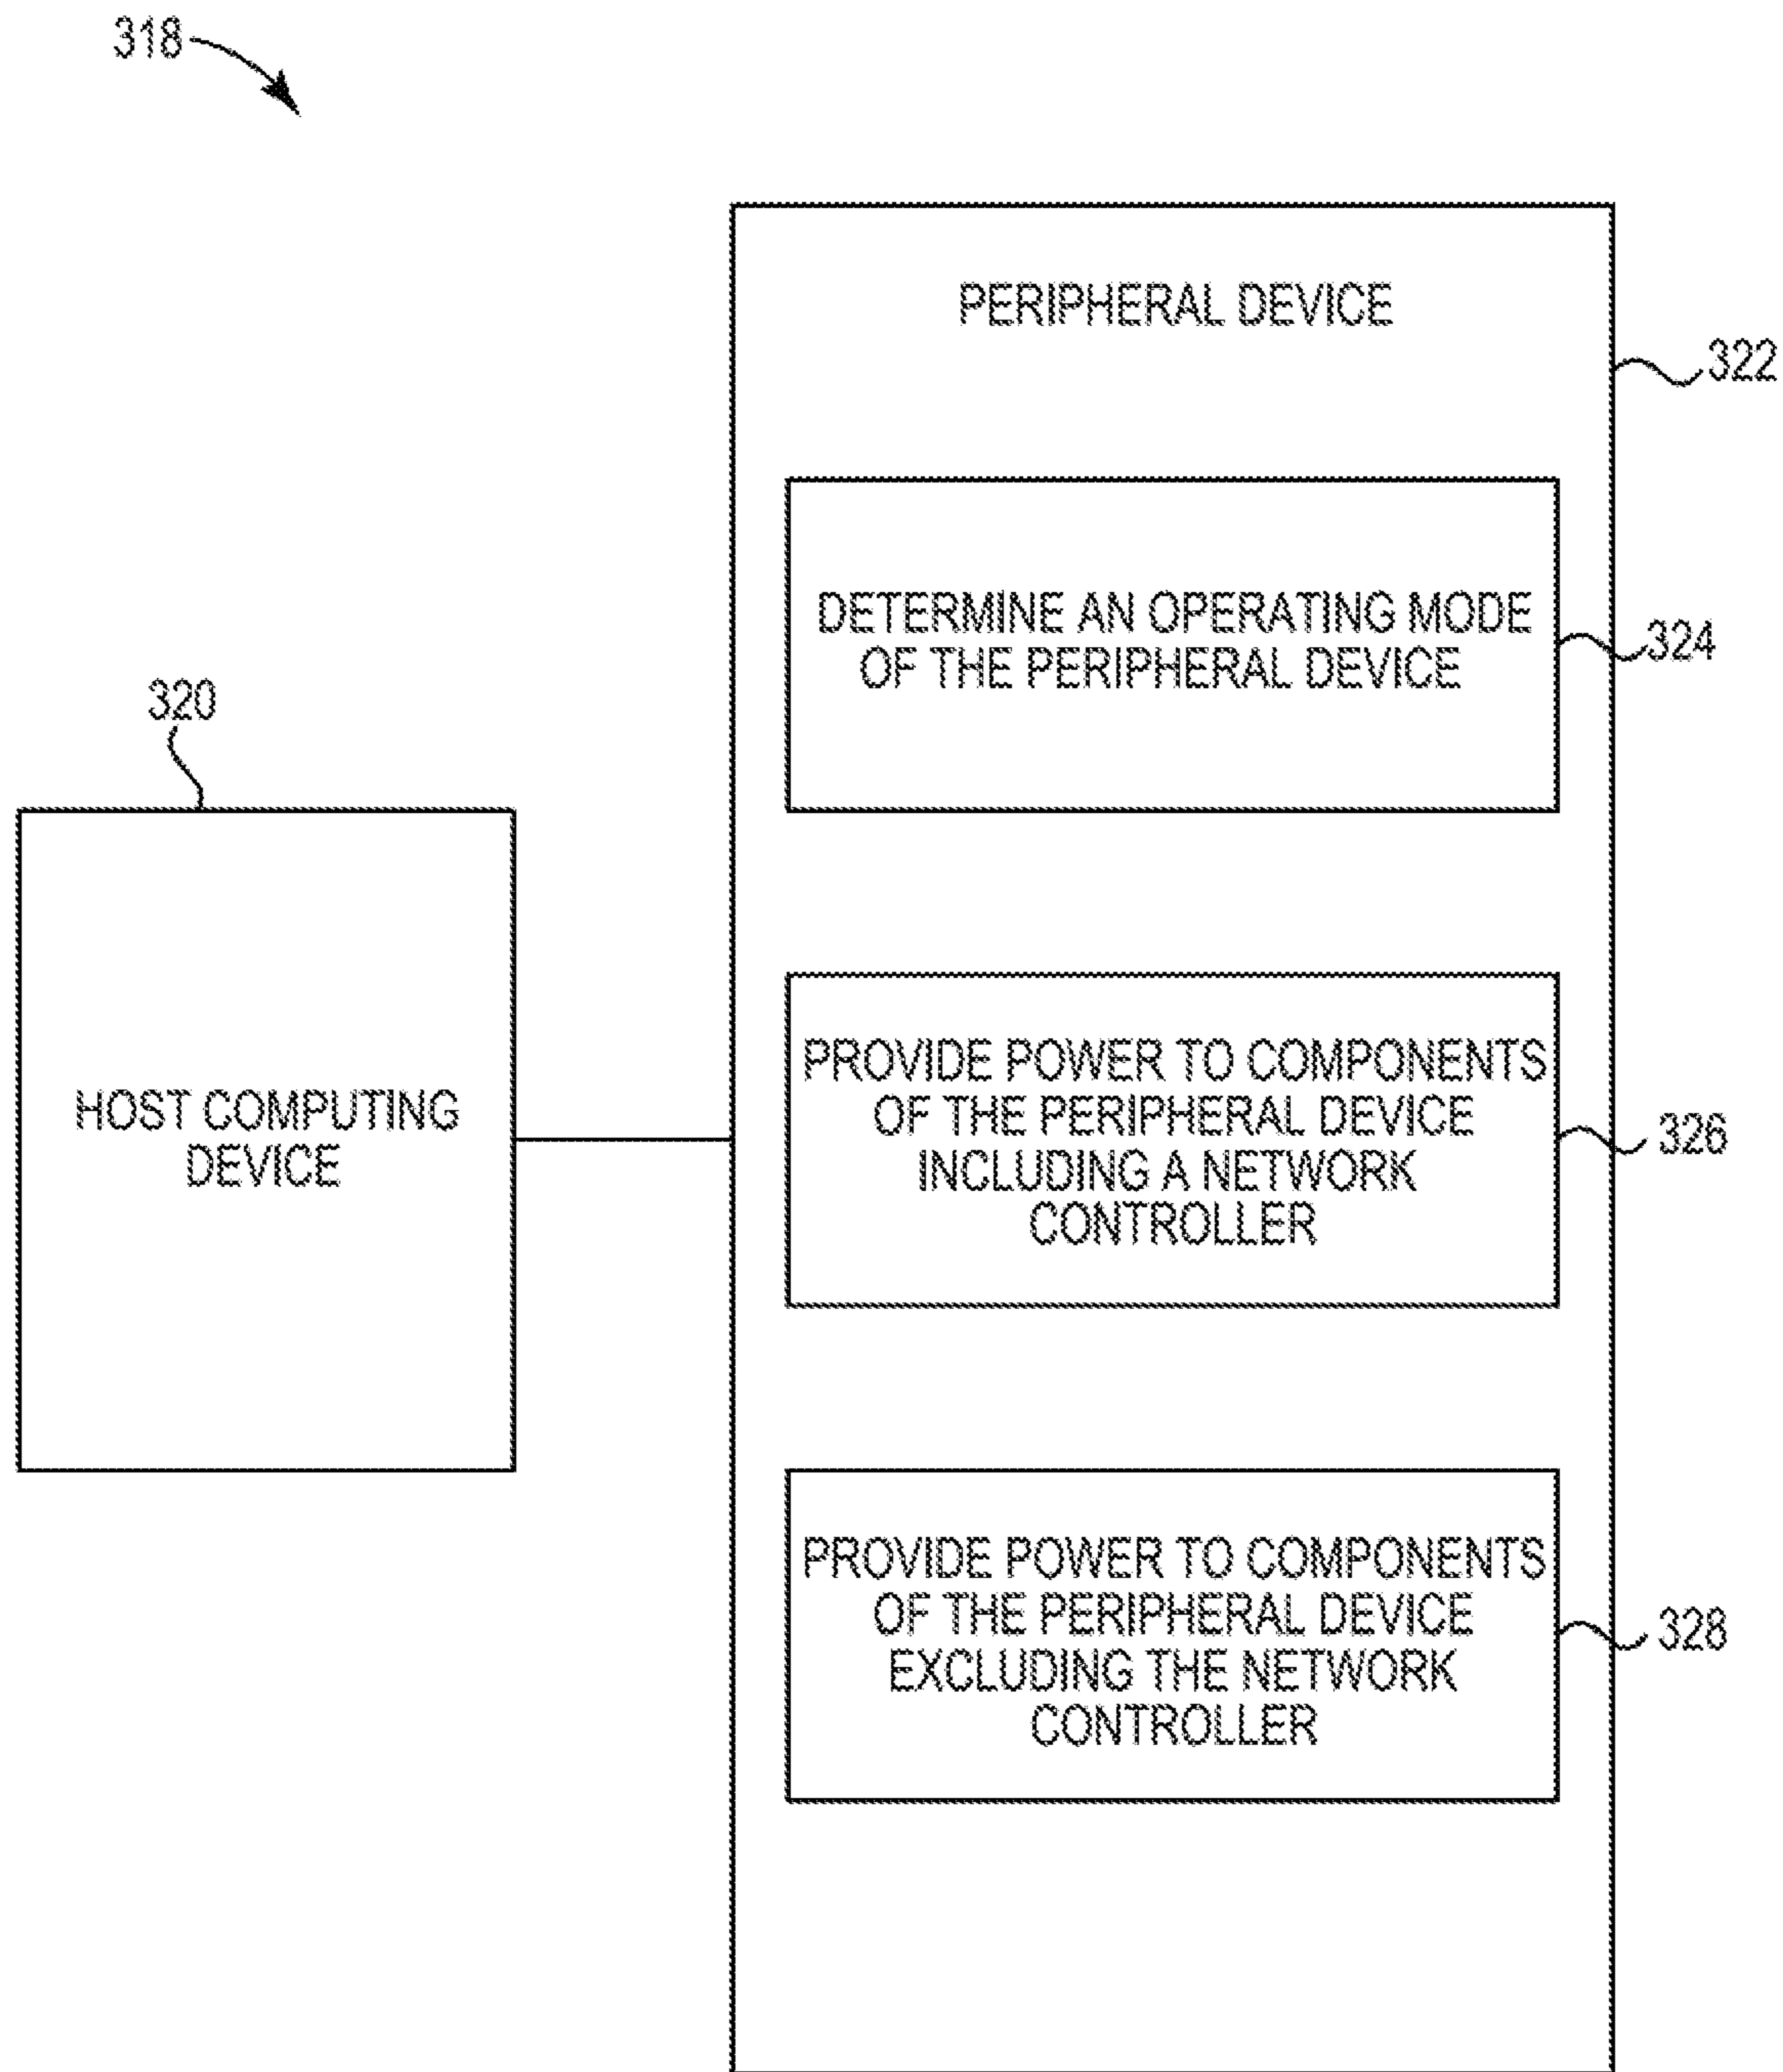 318
PERIPHERAL DEVICE
322
DETERMINE AN OPERATING MODE
OF THE PERIPHERAL DEVICE
324
320
HOST COMPUTING
DEVICE
PROVIDE POWER TO COMPONENTS
OF THE PERIPHERAL DEVICE
INCLUDING A NETWORK
CONTROLLER
326
PROVIDE POWER TO COMPONENTS
OF THE PERIPHERAL DEVICE
EXCLUDING THE NETWORK
CONTROLLER
328